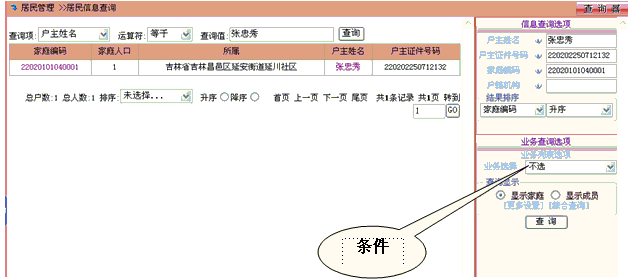 居民管理 >>居民信息查询
查询器
查询项: 户主姓名 运算符: 等于 查询值: 张忠秀 查询
家庭编码 家庭人口 所属 户主姓名 户主证件号码
22020101040001 1 吉林省吉林昌邑区延安街道延川社区 张忠秀 220202250712132
总户数:1 总人数:1 排序: 未选择... 升序 降序 首页 上一页 下一页 尾页 共1条记录 共1页 转到
1 GO
信息查询选项
户主姓名 张忠秀
户主证件号码 220202250712132
家庭编码 22020101040001
户籍机构
结果排序
家庭编码 升序
业务查询选项
业务列表选项
业务选择 不选
查询显示
显示家庭 显示成员
[更多设置] [综合查询]
查 询
条件